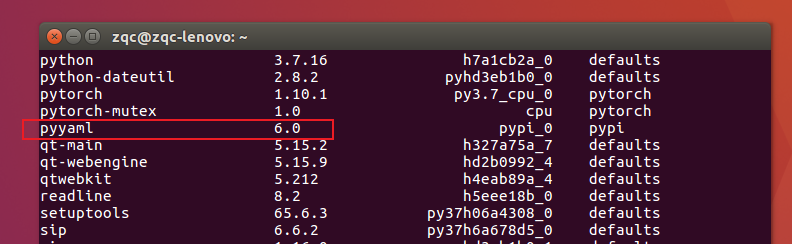 zqc@zqc-lenovo: ~
python 3.7.16 h7a1cb2a_0 defaults
python-dateutil 2.8.2 pyhd3eb1b0_0 defaults
pytorch 1.10.1 py3.7_cpu_0 pytorch
pytorch-mutex 1.0 cpu pytorch
pyyaml 6.0 pypi_0 pypi
qt-main 5.15.2 h327a75a_7 defaults
qt-webengine 5.15.9 hd2b0992_4 defaults
qtwebkit 5.212 h4eab89a_4 defaults
readline 8.2 h5eee18b_0 defaults
setuptools 65.6.3 py37h06a4308_0 defaults
sip 6.6.2 py37h6a678d5_0 defaults